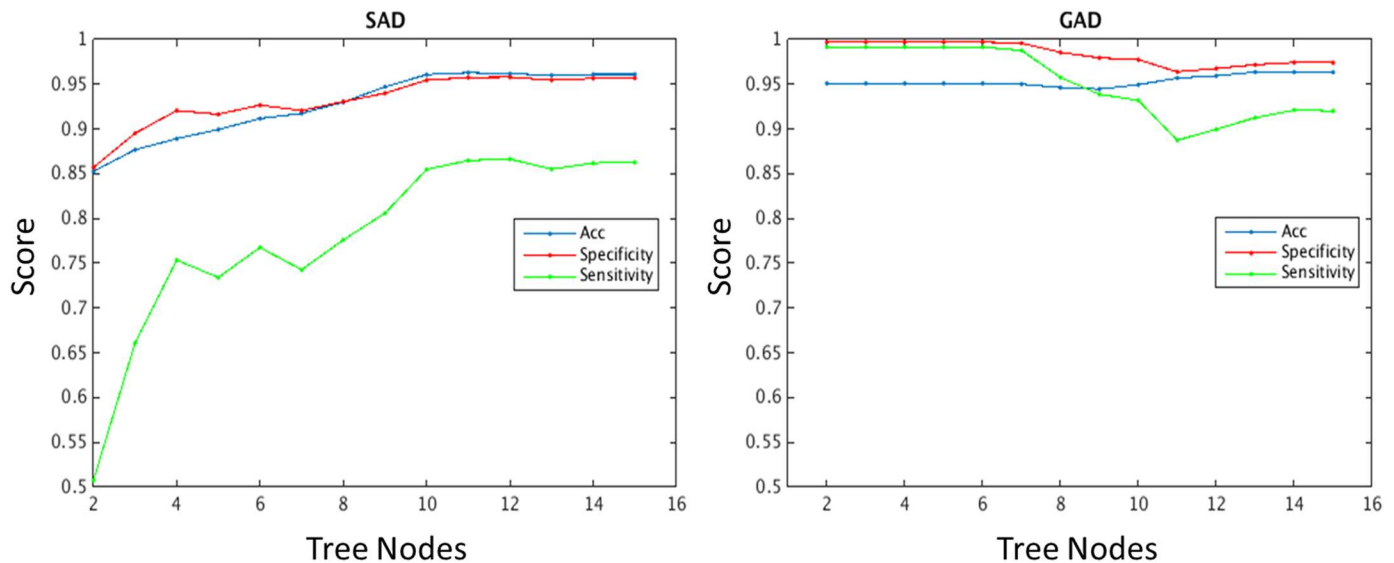 SAD
1
0.95
0.9
0.85
0.8
0.75
0.7
0.65
0.6
0.55
0.5
2 4 6 8 10 12 14 16
Score
Tree Nodes
Acc
Specificity
Sensitivity
GAD
1
0.95
0.9
0.85
0.8
0.75
0.7
0.65
0.6
0.55
0.5
2 4 6 8 10 12 14 16
Score
Tree Nodes
Acc
Specificity
Sensitivity